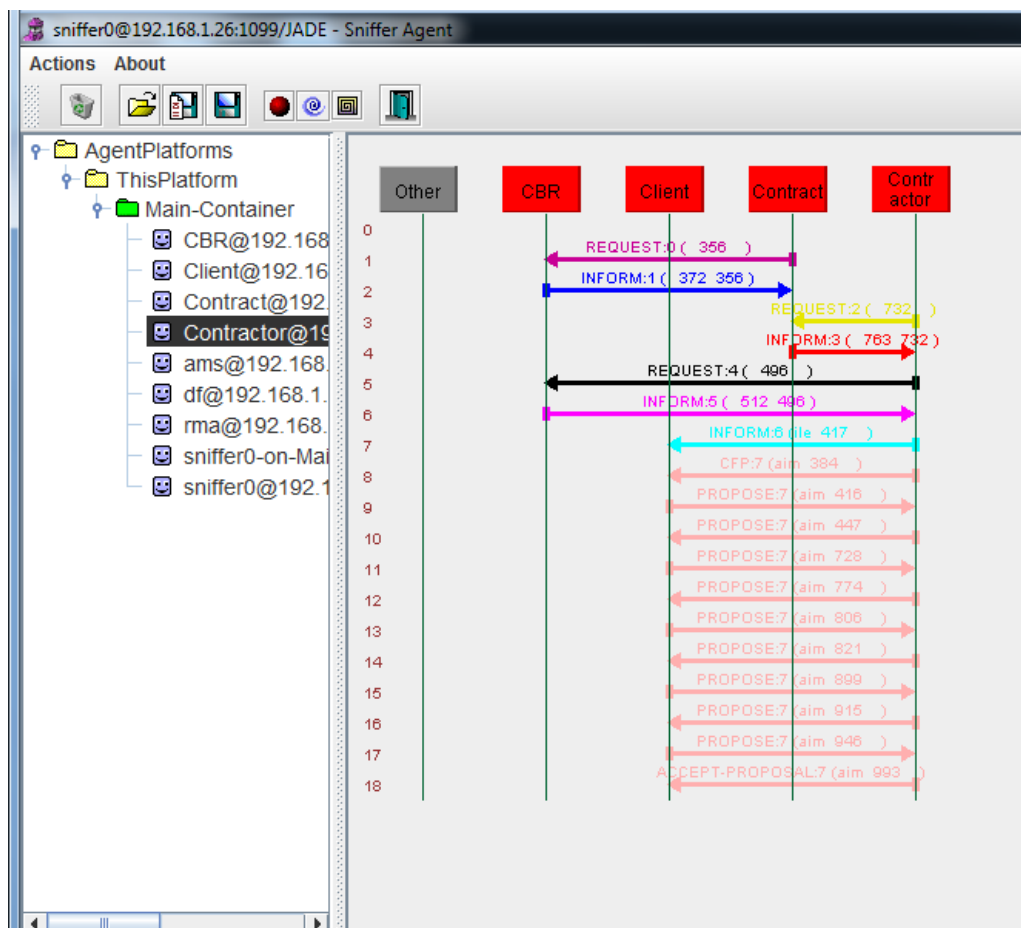 sniffer0@192.168.1.26:1099/JADE - Sniffer Agent
Actions About
AgentPlatforms
ThisPlatform
Main-Container
CBR@192.168
Client@192.16
Contract@192.
Contractor@19
ams@192.168.
df@192.168.1.
rma@192.168.
sniffer0-on-Mai
sniffer0@192.1
Other CBR Client Contract Contr
actor
0
REQUEST:0 ( 356 )
1
INFORM:1 ( 372 356 )
2
REQUEST:2 ( 732 )
3
INFORM:3 ( 763 732 )
4
REQUEST:4 ( 496 )
5
INFORM:5 ( 512 496 )
6
INFORM:6 (ile 417 )
7
CFP:7 (aim 384 )
8
PROPOSE:7 (aim 416 )
9
PROPOSE:7 (aim 447 )
10
PROPOSE:7 (aim 728 )
11
PROPOSE:7 (aim 774 )
12
PROPOSE:7 (aim 806 )
13
PROPOSE:7 (aim 821 )
14
PROPOSE:7 (aim 899 )
15
PROPOSE:7 (aim 915 )
16
PROPOSE:7 (aim 946 )
17
ACCEPT-PROPOSAL:7 (aim 993 )
18